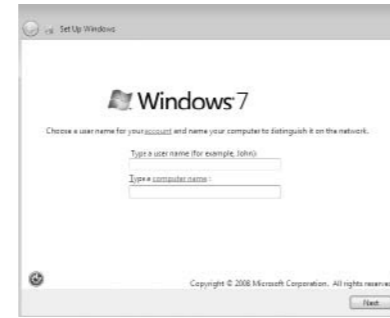 Set Up Windows
Windows 7
Choose a user name for your account and name your computer to distinguish it on the network.
Type a user name (for example, John):
Type a computer name:
Copyright © 2008 Microsoft Corporation. All rights reserve
Next